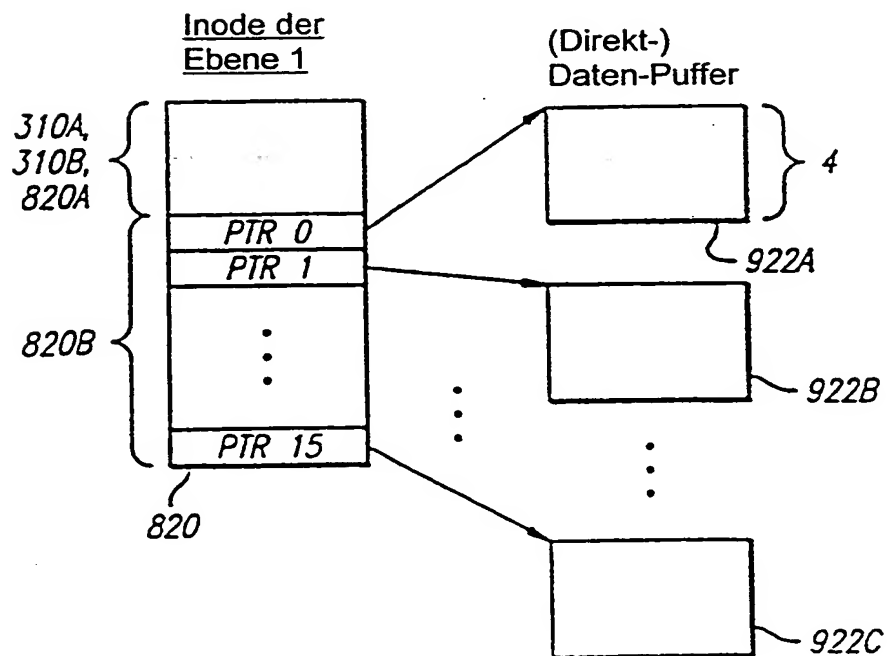 Inode der
Ebene 1
(Direkt-)
Daten-Puffer
310A,
310B,
820A
4
PTR 0
922A
PTR 1
820B
922B
PTR 15
820
922C